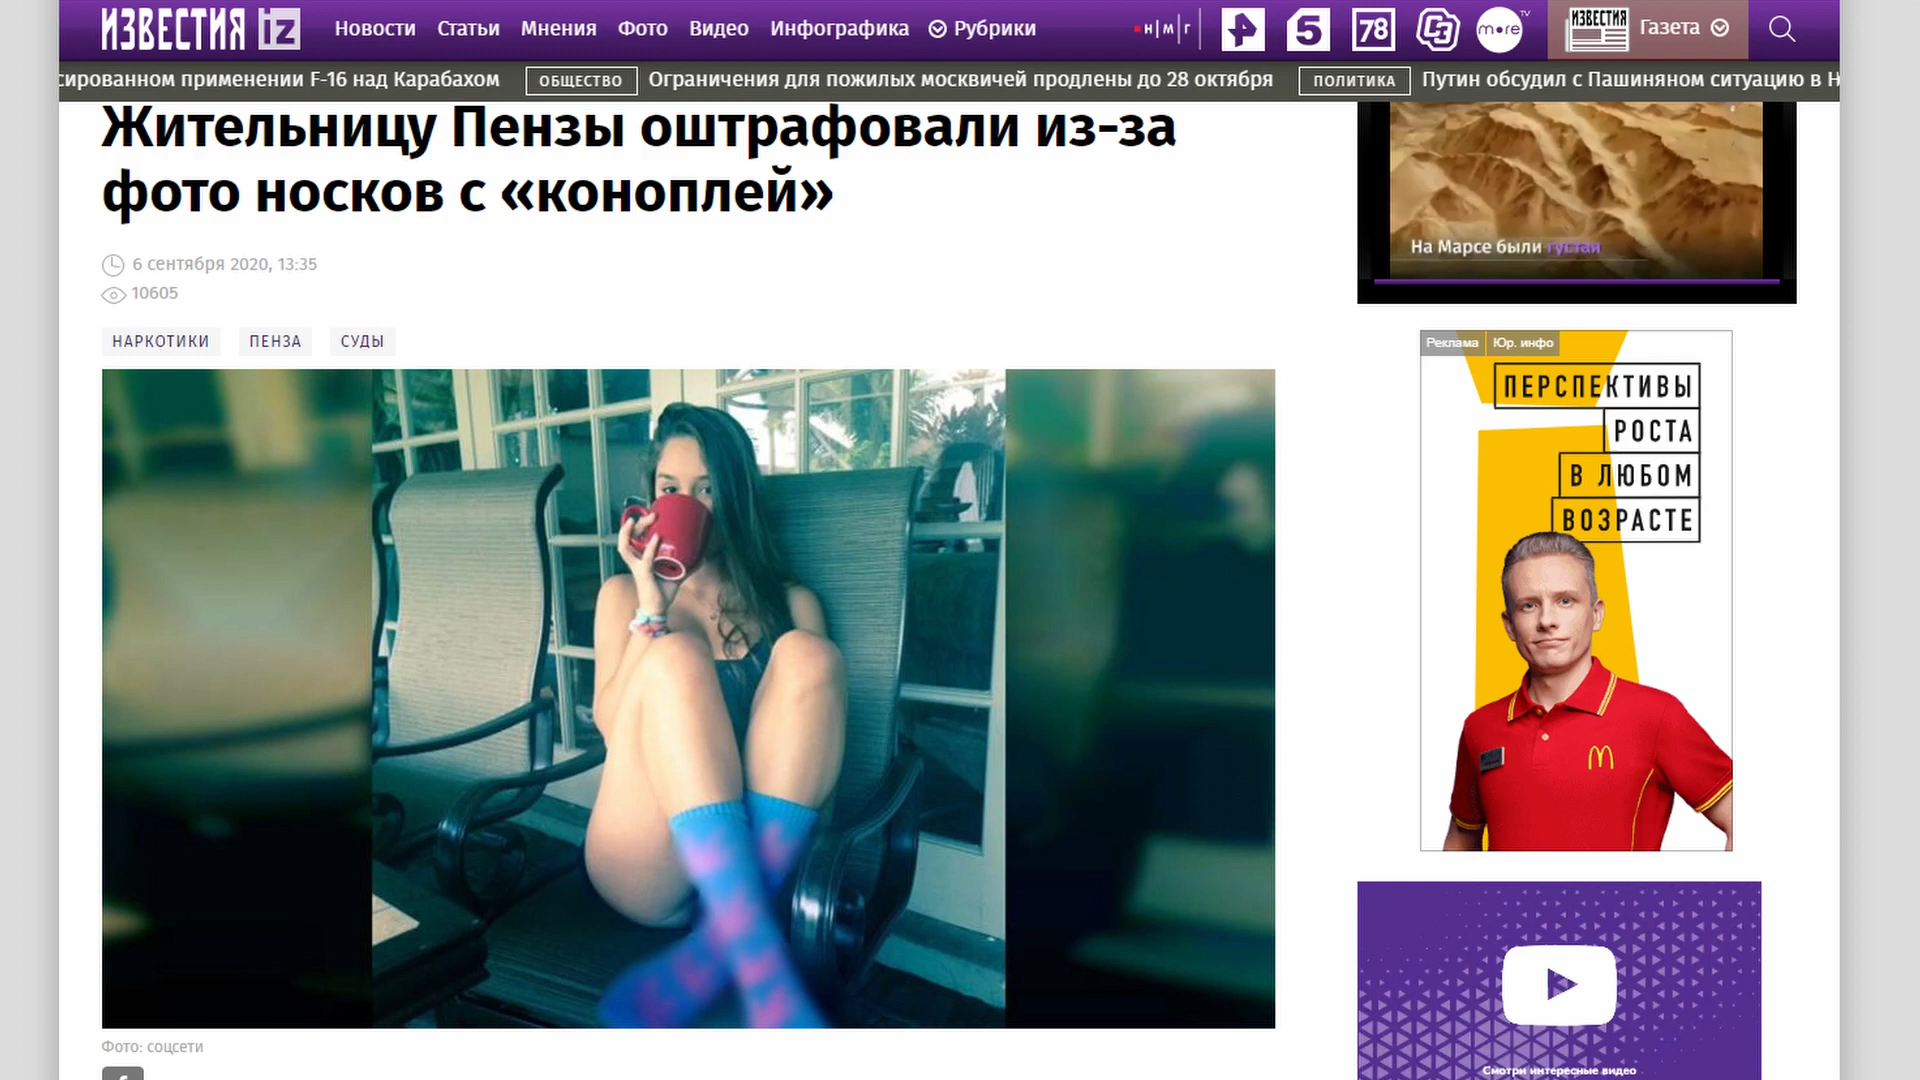 ИЗВЕСТИЯ iz Новости Статьи Мнения Фото Видео Инфографика Рубрики н|м|г 5 78 more TV ИЗВЕСТИЯ Газета
сированном применении F-16 над Карабахом ОБЩЕСТВО Ограничения для пожилых москвичей продлены до 28 октября ПОЛИТИКА Путин обсудил с Пашиняном ситуацию в Н
Жительницу Пензы оштрафовали из-за
фото носков с «коноплей»
6 сентября 2020, 13:35
10605
НАРКОТИКИ ПЕНЗА СУДЫ
Фото: соцсети
На Марсе были густая
Реклама Юр. инфо
ПЕРСПЕКТИВЫ
РОСТА
В ЛЮБОМ
ВОЗРАСТЕ
Смотри интересные видео